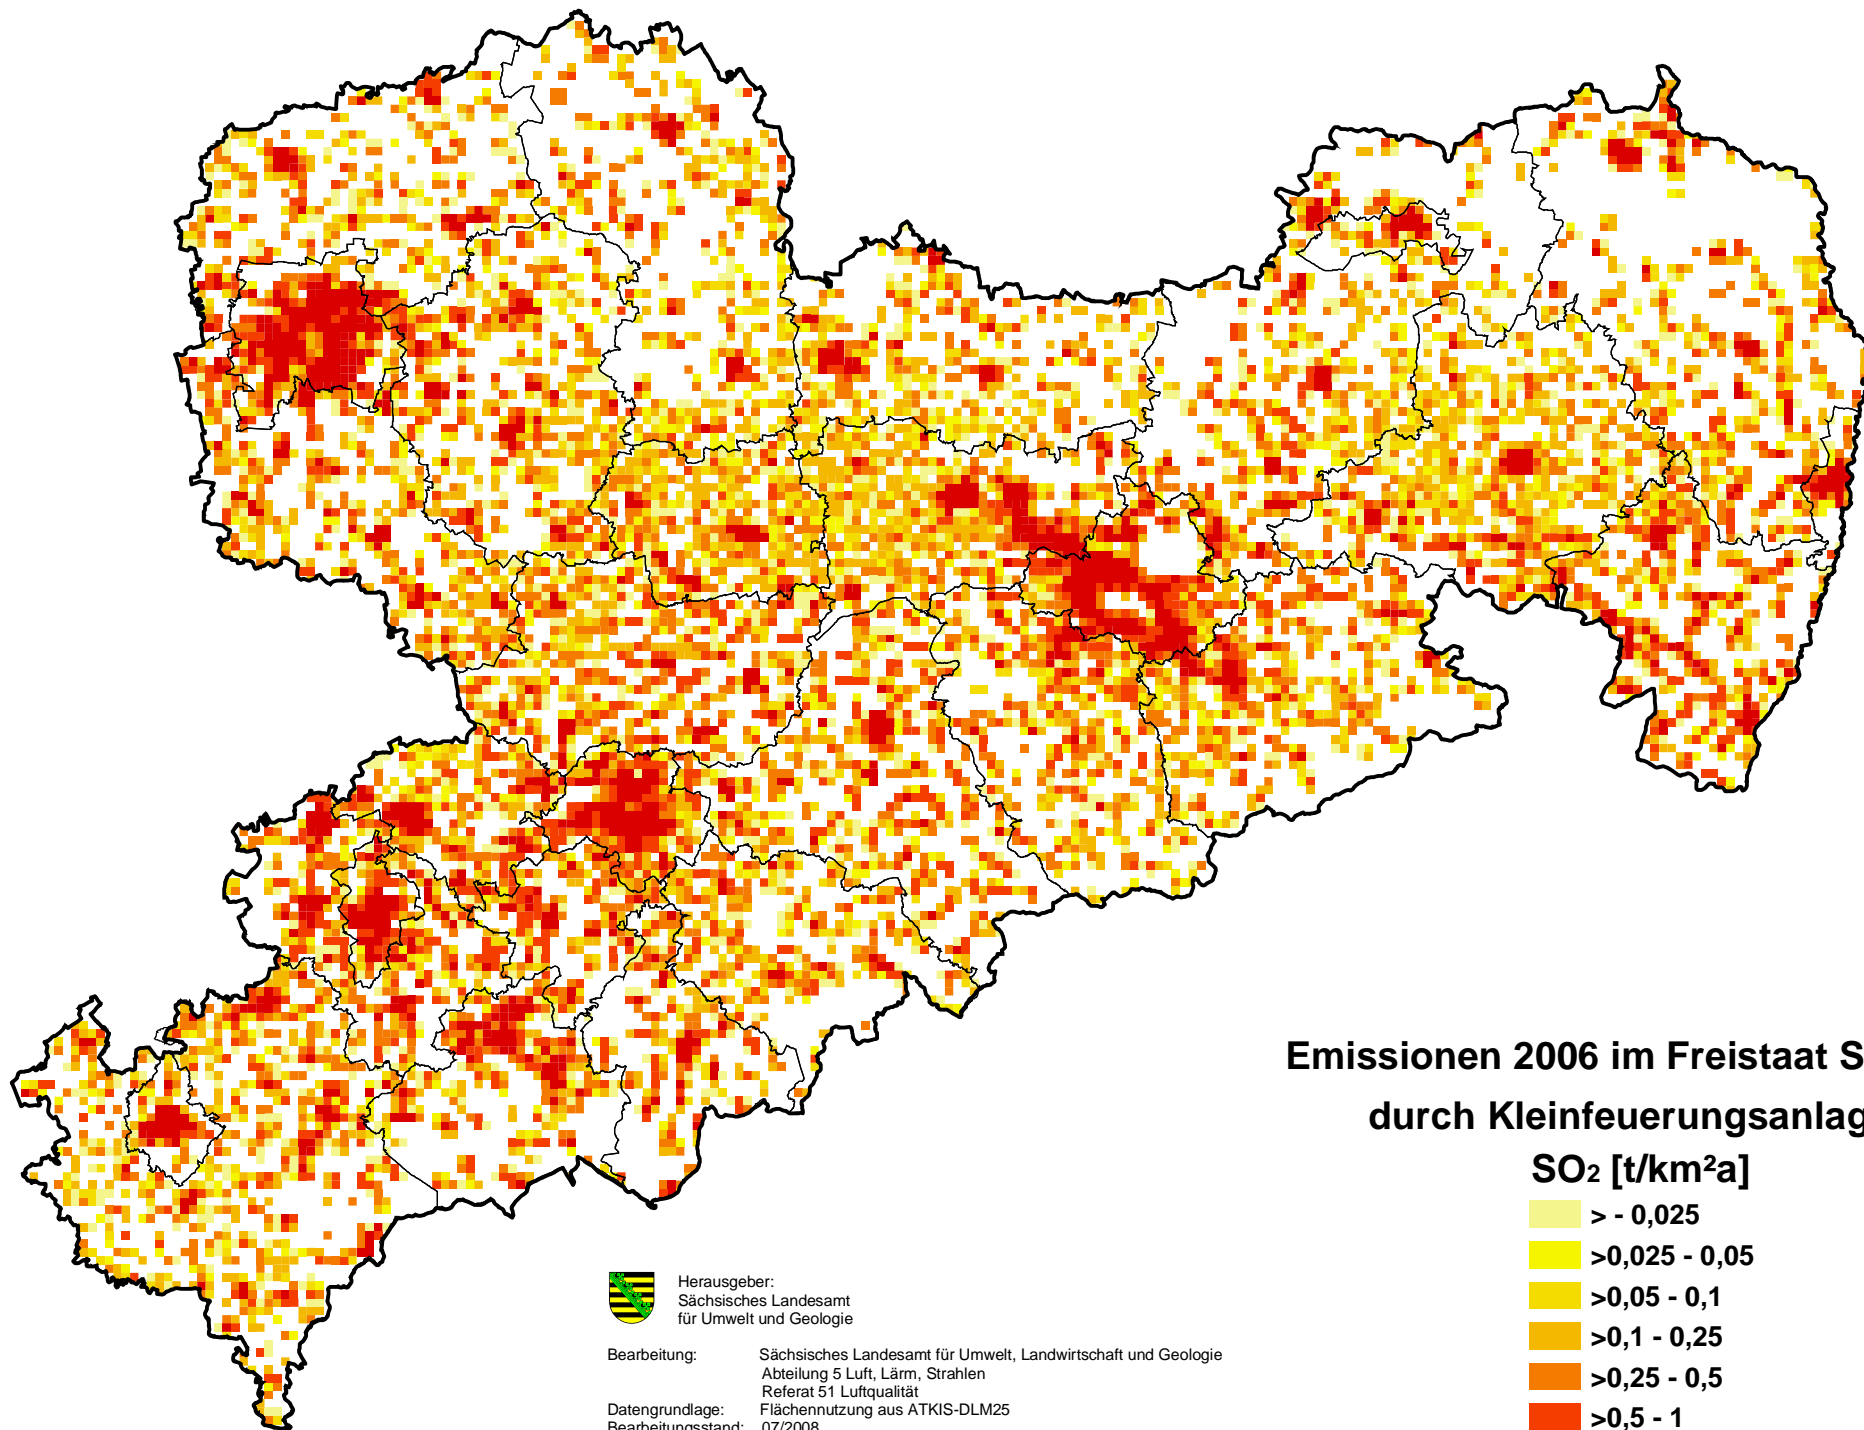 Emissionen 2006 im Freistaat S
durch Kleinfeuerungsanlag
SO₂ [t/km²a]
> - 0,025
>0,025 - 0,05
>0,05 - 0,1
>0,1 - 0,25
>0,25 - 0,5
>0,5 - 1
Herausgeber:
Sächsisches Landesamt
für Umwelt und Geologie
Bearbeitung: Sächsisches Landesamt für Umwelt, Landwirtschaft und Geologie
Abteilung 5 Luft, Lärm, Strahlen
Referat 51 Luftqualität
Datengrundlage: Flächennutzung aus ATKIS-DLM25
Bearbeitungsstand: 07/2008